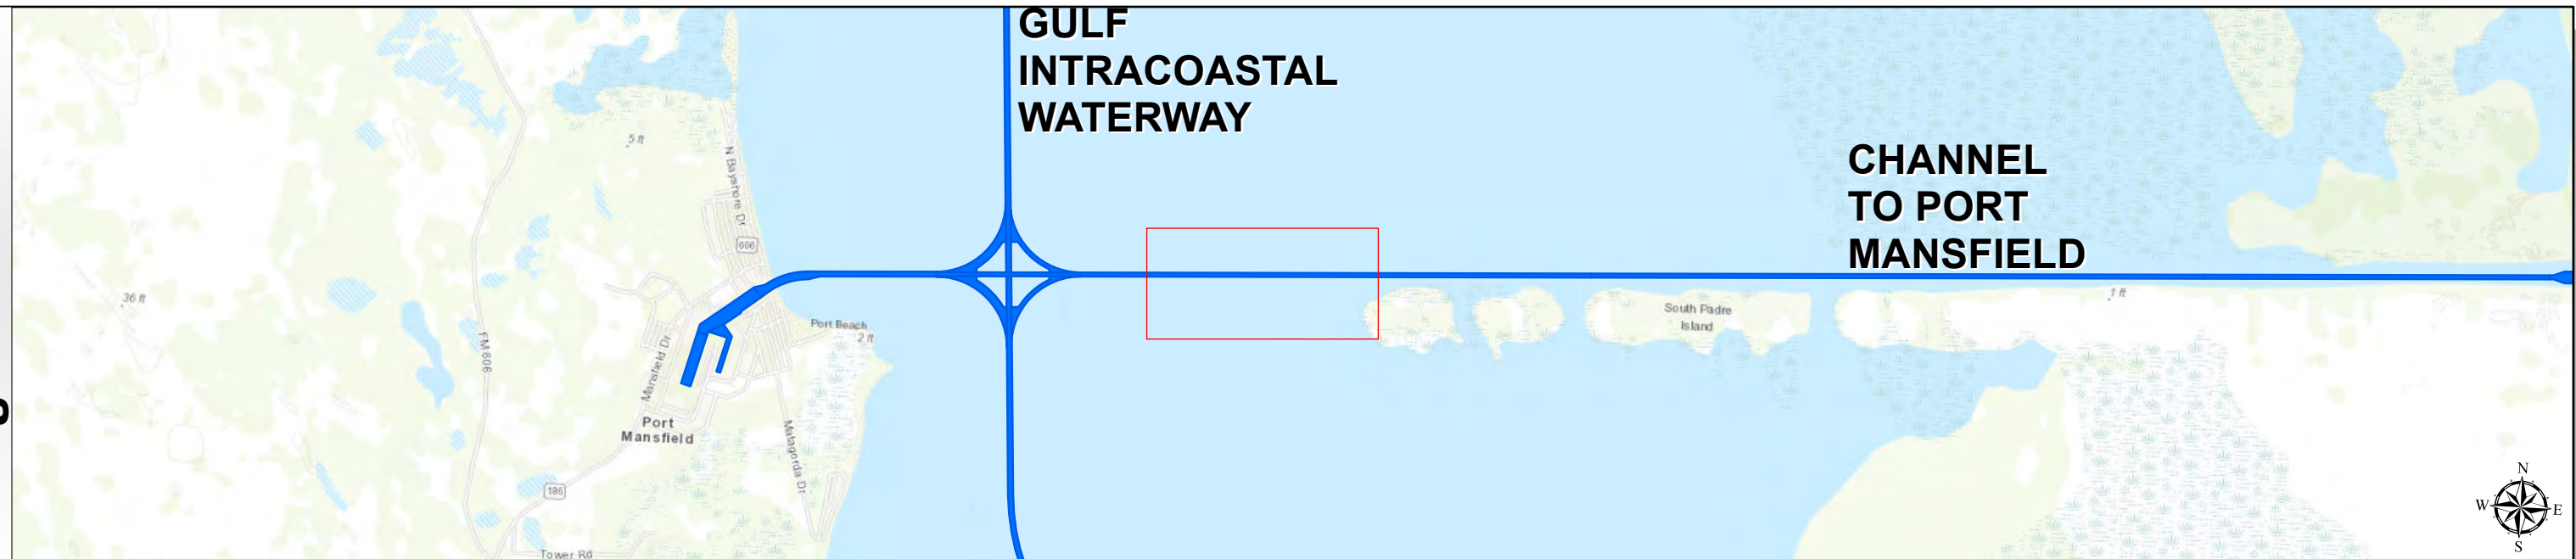 GULF
INTRACOASTAL
WATERWAY
CHANNEL
TO PORT
MANSFIELD
5 ft
N Bayshore Dr
606
36 ft
FM 606
Port Beach
2 ft
Mansfield Dr
Port
Mansfield
Matagorda Dr
186
Tower Rd
South Padre
Island
1 ft
N
W
E
S